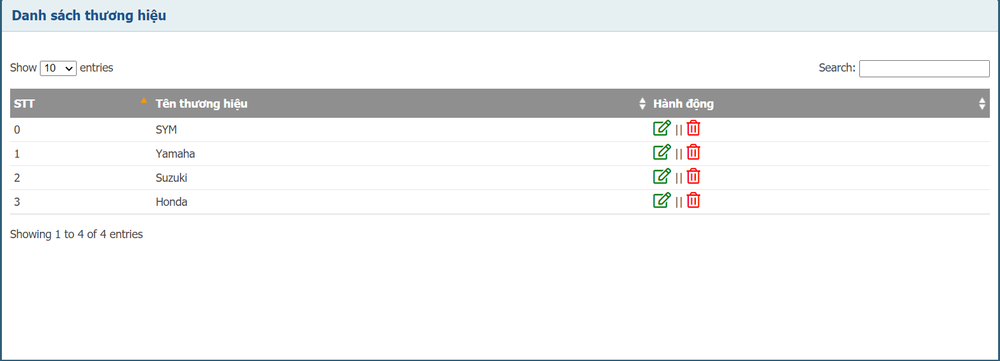 Danh sách thương hiệu
Show 10 entries Search:
STT Tên thương hiệu Hành động
0 SYM ||
1 Yamaha ||
2 Suzuki ||
3 Honda ||
Showing 1 to 4 of 4 entries